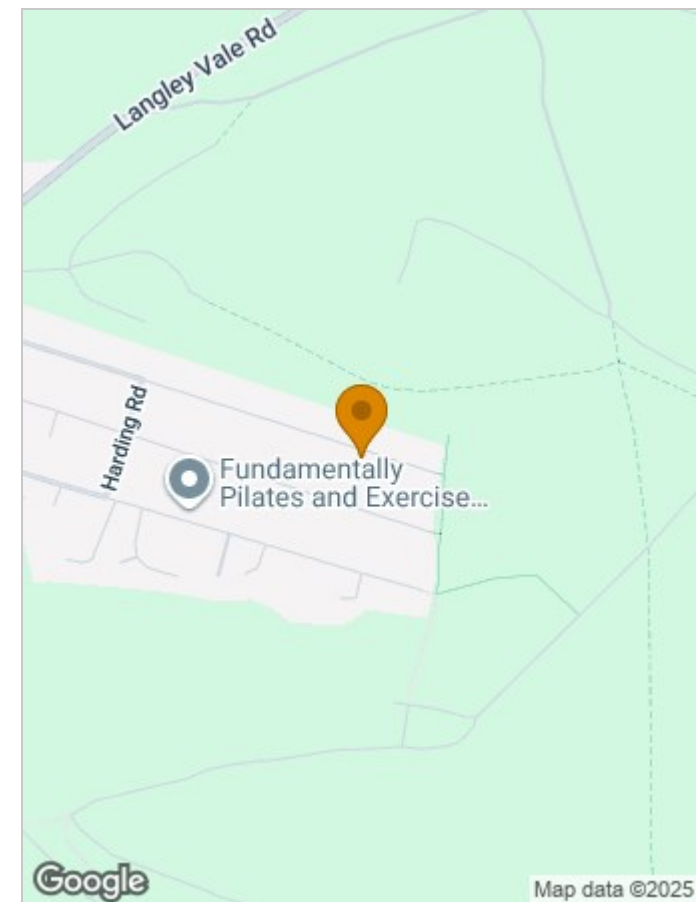 Langley Vale Rd
Harding Rd
Fundamentally
Pilates and Exercise...
Google
Map data ©2025